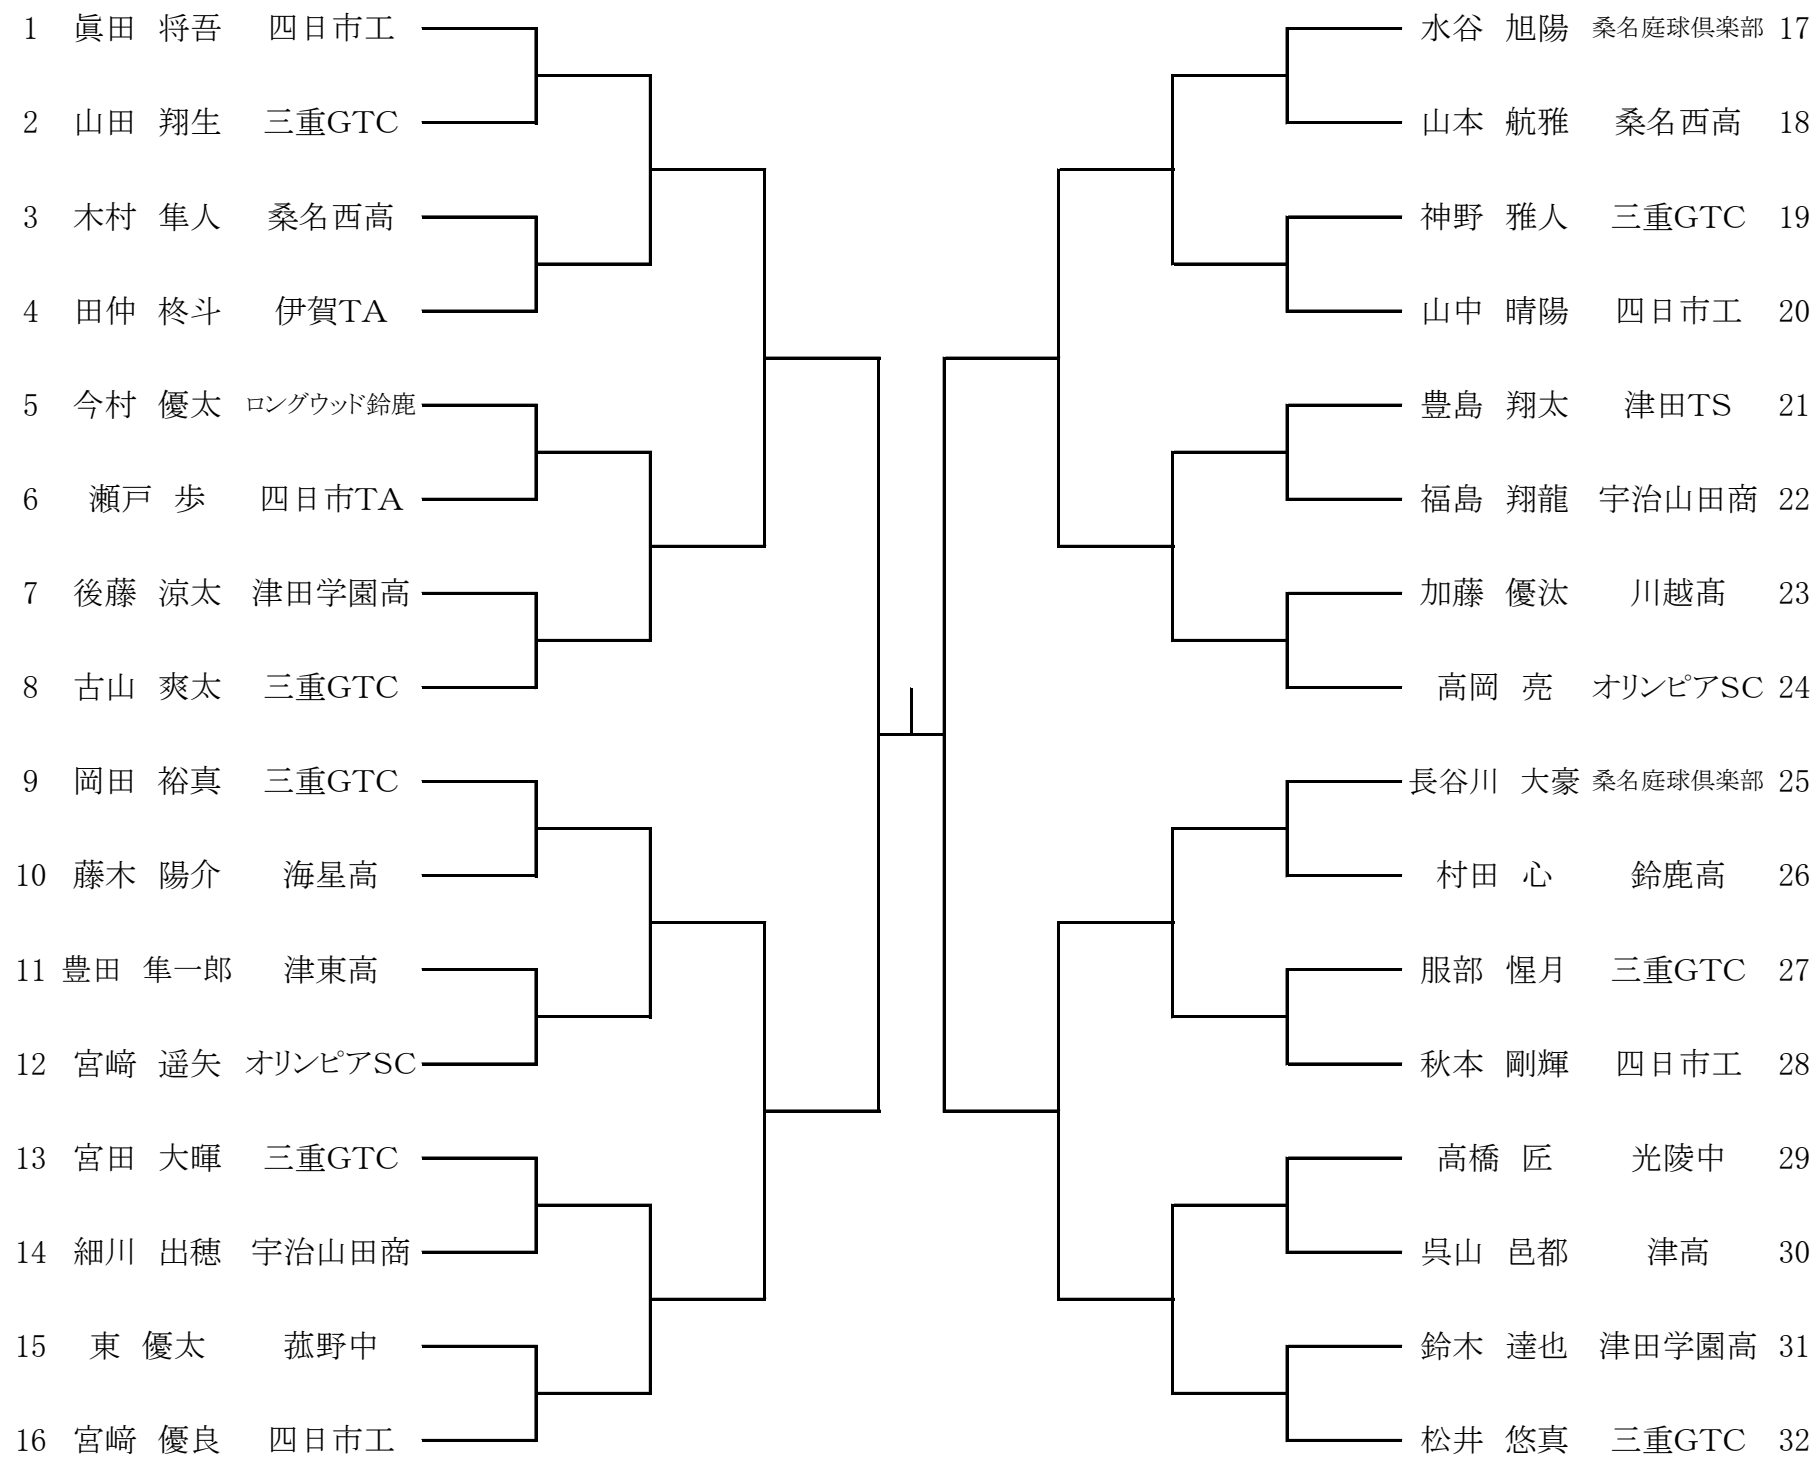 1 眞田 将吾 四日市工
2 山田 翔生 三重GTC
3 木村 隼人 桑名西高
4 田仲 柊斗 伊賀TA
5 今村 優太 ロングウッド鈴鹿
6 瀬戸 歩 四日市TA
7 後藤 涼太 津田学園高
8 古山 爽太 三重GTC
9 岡田 裕真 三重GTC
10 藤木 陽介 海星高
11 豊田 隼一郎 津東高
12 宮﨑 遥矢 オリンピアSC
13 宮田 大暉 三重GTC
14 細川 出穂 宇治山田商
15 東 優太 菰野中
16 宮﨑 優良 四日市工
水谷 旭陽 桑名庭球倶楽部 17
山本 航雅 桑名西高 18
神野 雅人 三重GTC 19
山中 晴陽 四日市工 20
豊島 翔太 津田TS 21
福島 翔龍 宇治山田商 22
加藤 優汰 川越髙 23
高岡 亮 オリンピアSC 24
長谷川 大豪 桑名庭球倶楽部 25
村田 心 鈴鹿高 26
服部 惺月 三重GTC 27
秋本 剛輝 四日市工 28
高橋 匠 光陵中 29
呉山 邑都 津高 30
鈴木 達也 津田学園高 31
松井 悠真 三重GTC 32